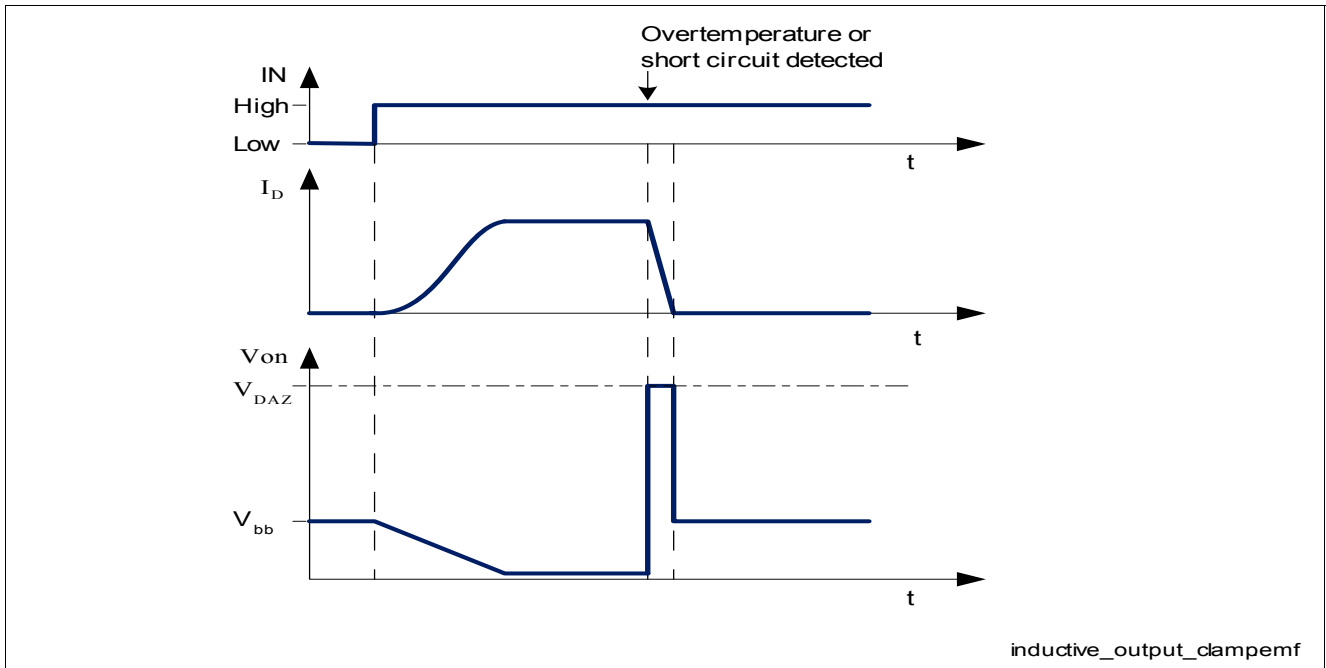 Overtemperature or
short circuit detected
IN
High
Low
t
I_D
t
Von
V_DAZ
V_bb
t
inductive_output_clampemf